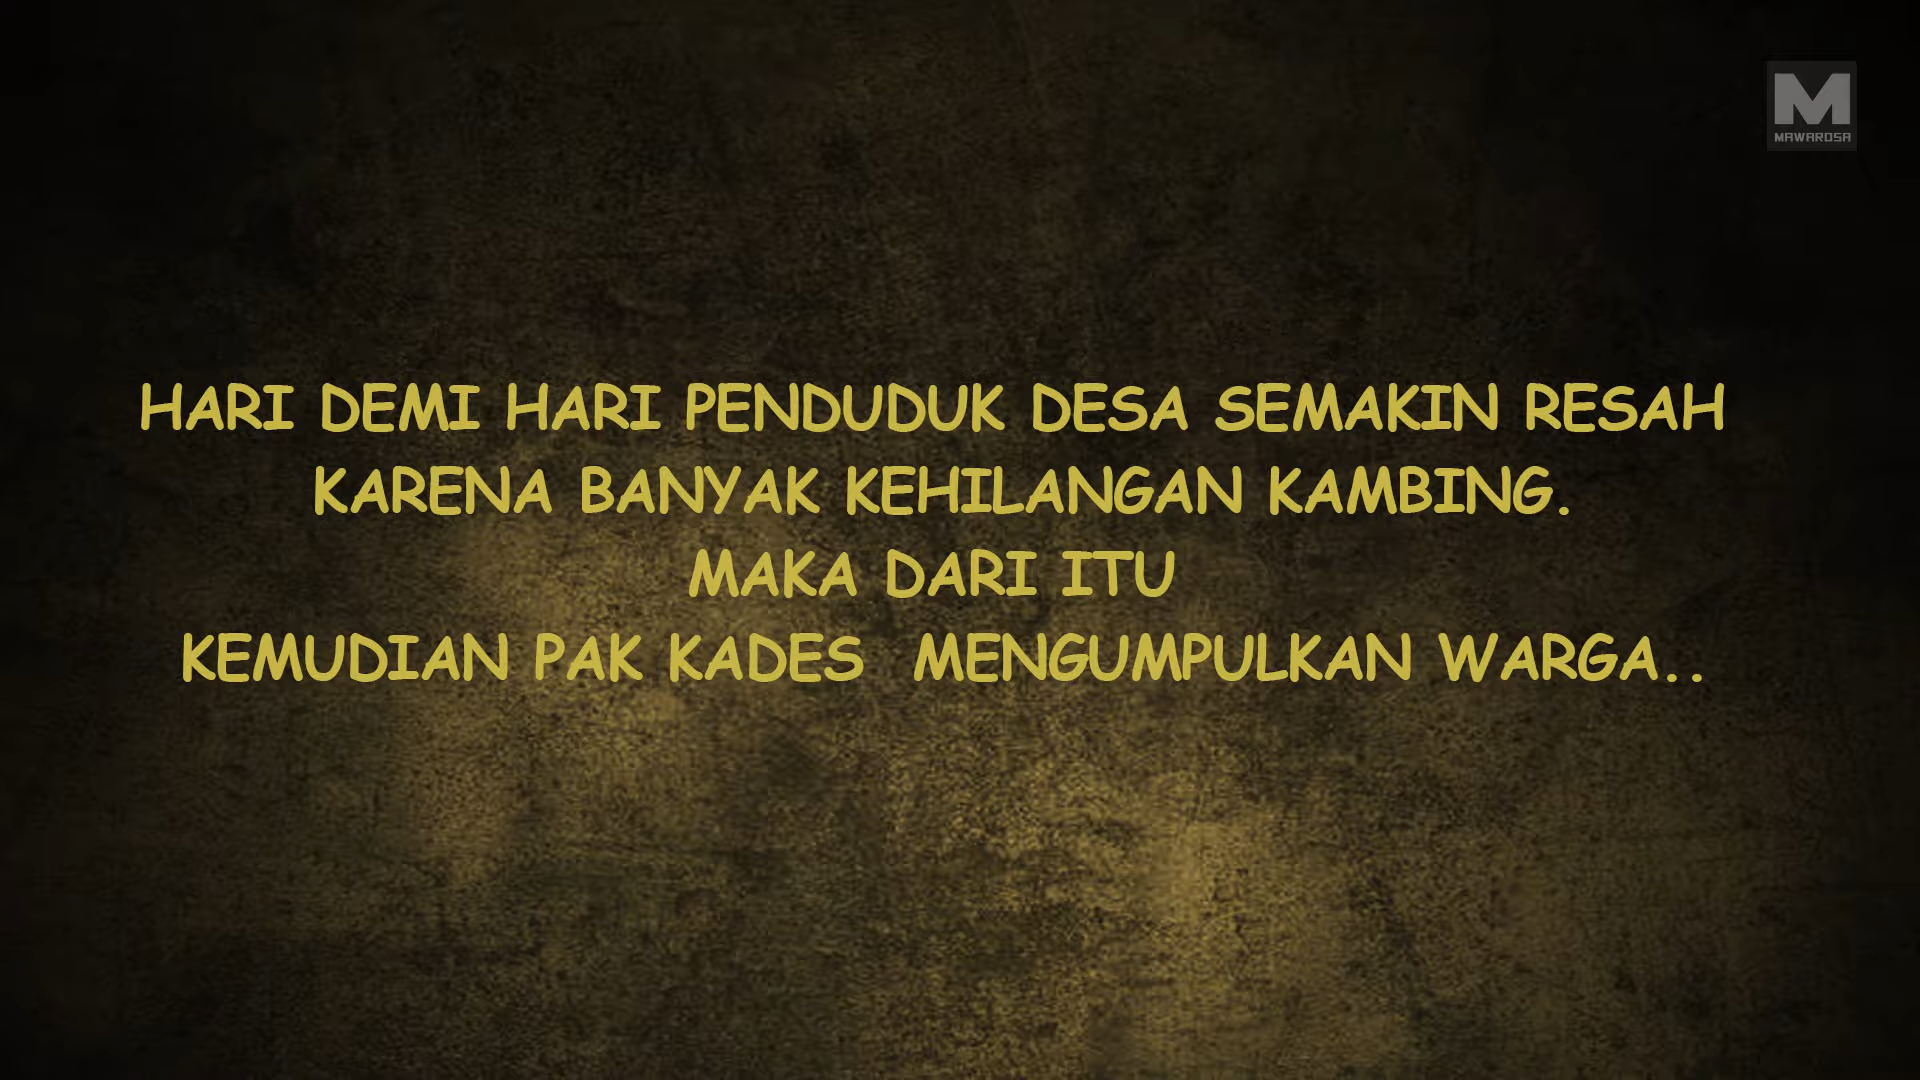 M
MAWAROSA
HARI DEMI HARI PENDUDUK DESA SEMAKIN RESAH
KARENA BANYAK KEHILANGAN KAMBING.
MAKA DARI ITU
KEMUDIAN PAK KADES  MENGUMPULKAN WARGA..